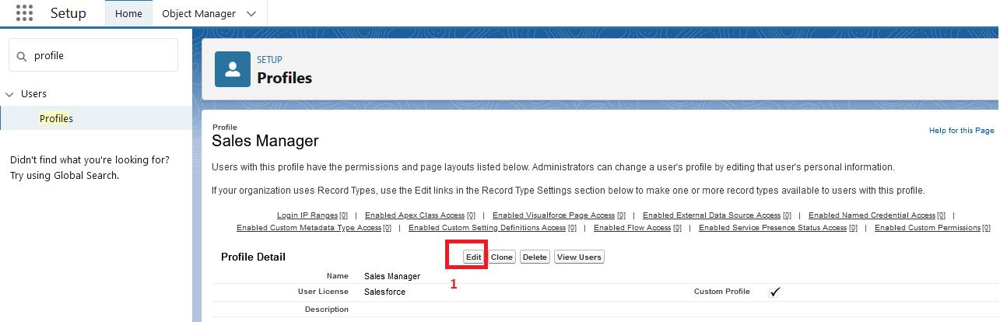 Setup Home Object Manager
profile
Users
Profiles
Didn't find what you're looking for?
Try using Global Search.
SETUP
Profiles
Profile
Sales Manager
Help for this Page
Users with this profile have the permissions and page layouts listed below. Administrators can change a user's profile by editing that user's personal information.
If your organization uses Record Types, use the Edit links in the Record Type Settings section below to make one or more record types available to users with this profile.
Login IP Ranges [0] | Enabled Apex Class Access [0] | Enabled Visualforce Page Access [0] | Enabled External Data Source Access [0] | Enabled Named Credential Access [0] |
Enabled Custom Metadata Type Access [0] | Enabled Custom Setting Definitions Access [0] | Enabled Flow Access [0] | Enabled Service Presence Status Access [0] | Enabled Custom Permissions [0]
Profile Detail Edit Clone Delete View Users
1
Name Sales Manager
User License Salesforce Custom Profile
Description